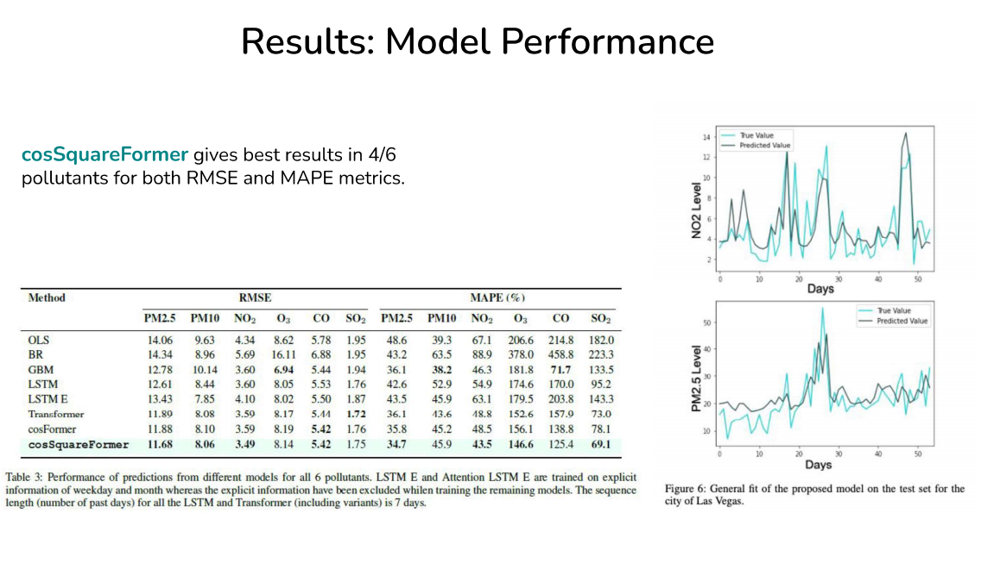 Results: Model Performance
cosSquareFormer gives best results in 4/6
pollutants for both RMSE and MAPE metrics.
Method RMSE MAPE (%)
PM2.5 PM10 NO2 O3 CO SO2 PM2.5 PM10 NO2 O3 CO SO2
OLS 14.06 9.63 4.34 8.62 5.78 1.95 48.6 39.3 67.1 206.6 214.8 182.0
BR 14.34 8.96 5.69 16.11 6.88 1.95 43.2 63.5 88.9 378.0 458.8 223.3
GBM 12.78 10.14 3.60 6.94 5.44 1.94 36.1 38.2 46.3 181.8 71.7 133.5
LSTM 12.61 8.44 3.60 8.05 5.53 1.76 42.6 52.9 54.9 174.6 170.0 95.2
LSTM E 13.43 7.85 4.10 8.02 5.50 1.87 43.5 45.9 63.1 179.5 203.8 143.3
Transformer 11.89 8.08 3.59 8.17 5.44 1.72 36.1 43.6 48.8 152.6 157.9 73.0
cosFormer 11.88 8.10 3.59 8.19 5.42 1.76 35.8 45.2 48.5 156.1 138.8 78.1
cosSquareFormer 11.68 8.06 3.49 8.14 5.42 1.75 34.7 45.9 43.5 146.6 125.4 69.1
Table 3: Performance of predictions from different models for all 6 pollutants. LSTM E and Attention LSTM E are trained on explicit
information of weekday and month whereas the explicit information have been excluded whilen training the remaining models. The sequence
length (number of past days) for all the LSTM and Transformer (including variants) is 7 days.
True Value
Predicted Value
NO2 Level
14
12
10
8
6
4
2
0 10 20 30 40 50
Days
True Value
Predicted Value
PM2.5 Level
50
40
30
20
10
0 10 20 30 40 50
Days
Figure 6: General fit of the proposed model on the test set for the
city of Las Vegas.